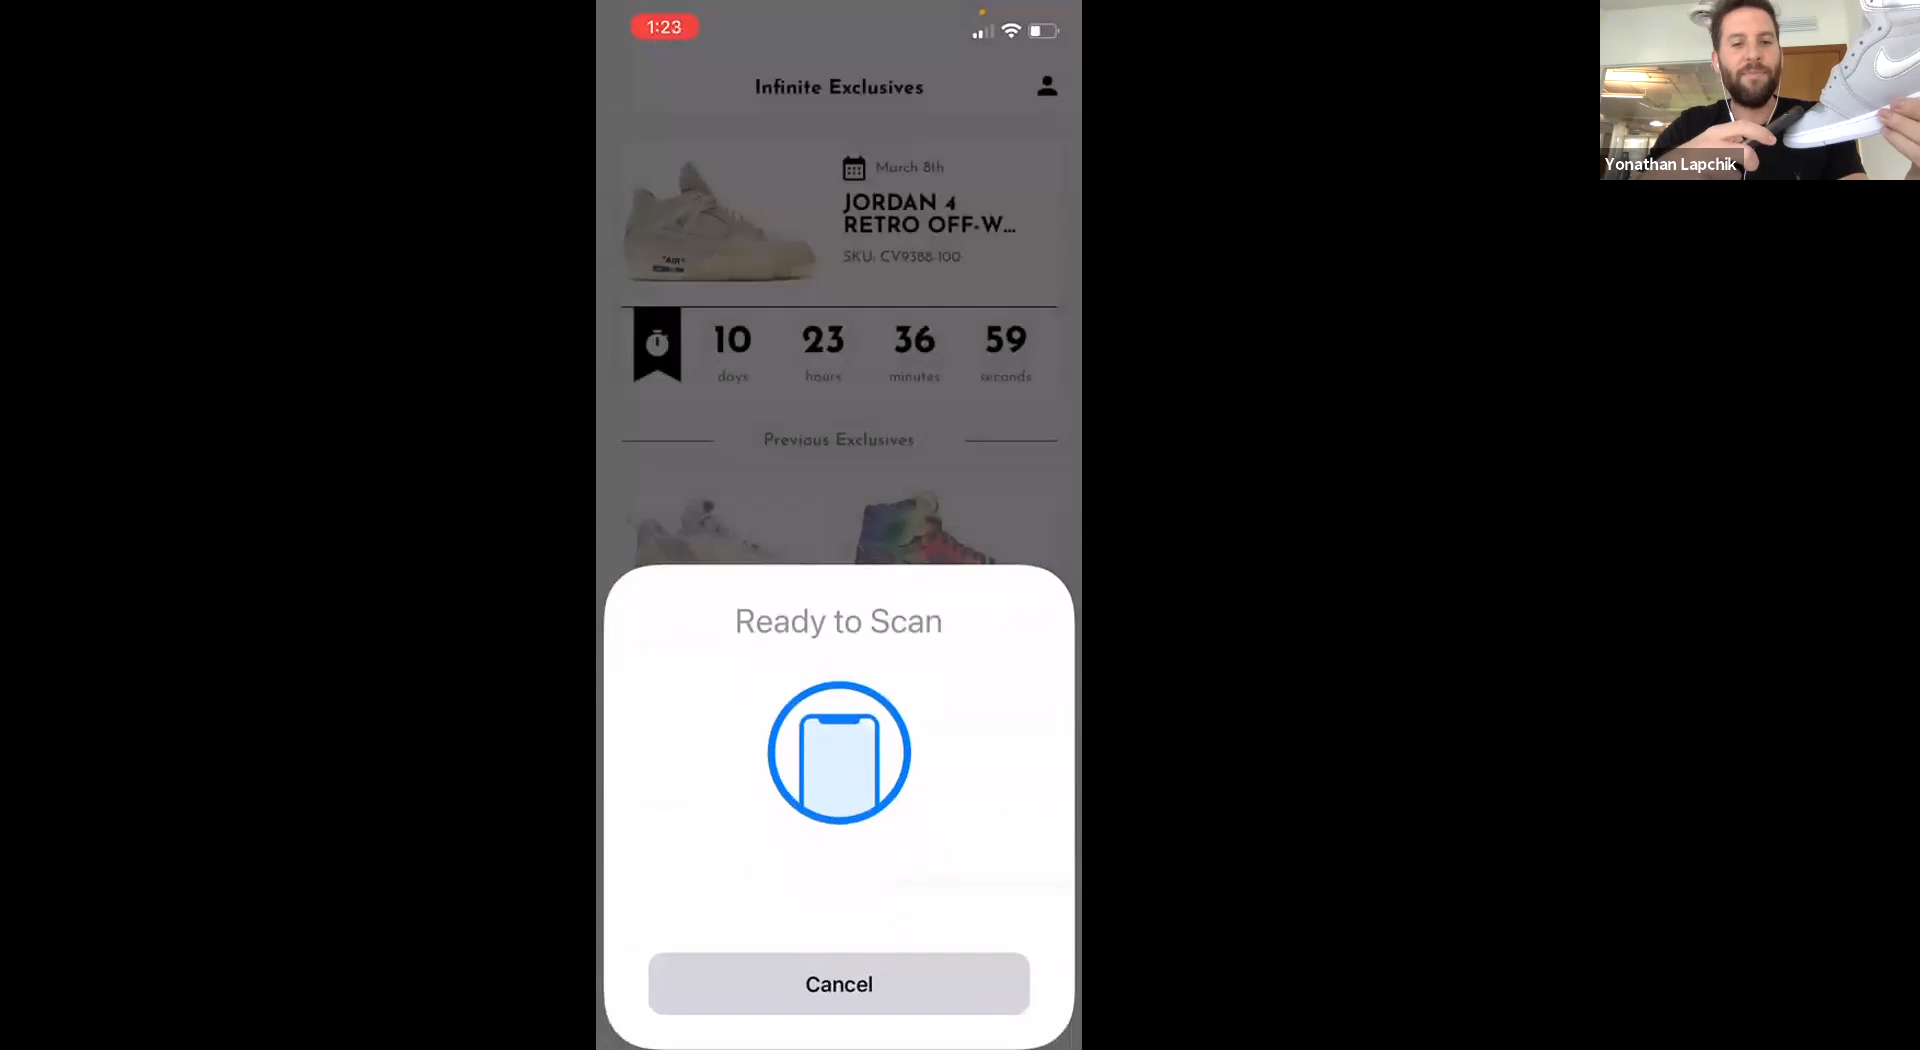 1:23
Infinite Exclusives
March 8th
JORDAN 4
RETRO OFF-W...
SKU: CV9388-100
"AIR"
10 23 36 59
days hours minutes seconds
Previous Exclusives
Ready to Scan
Cancel
Yonathan Lapchik